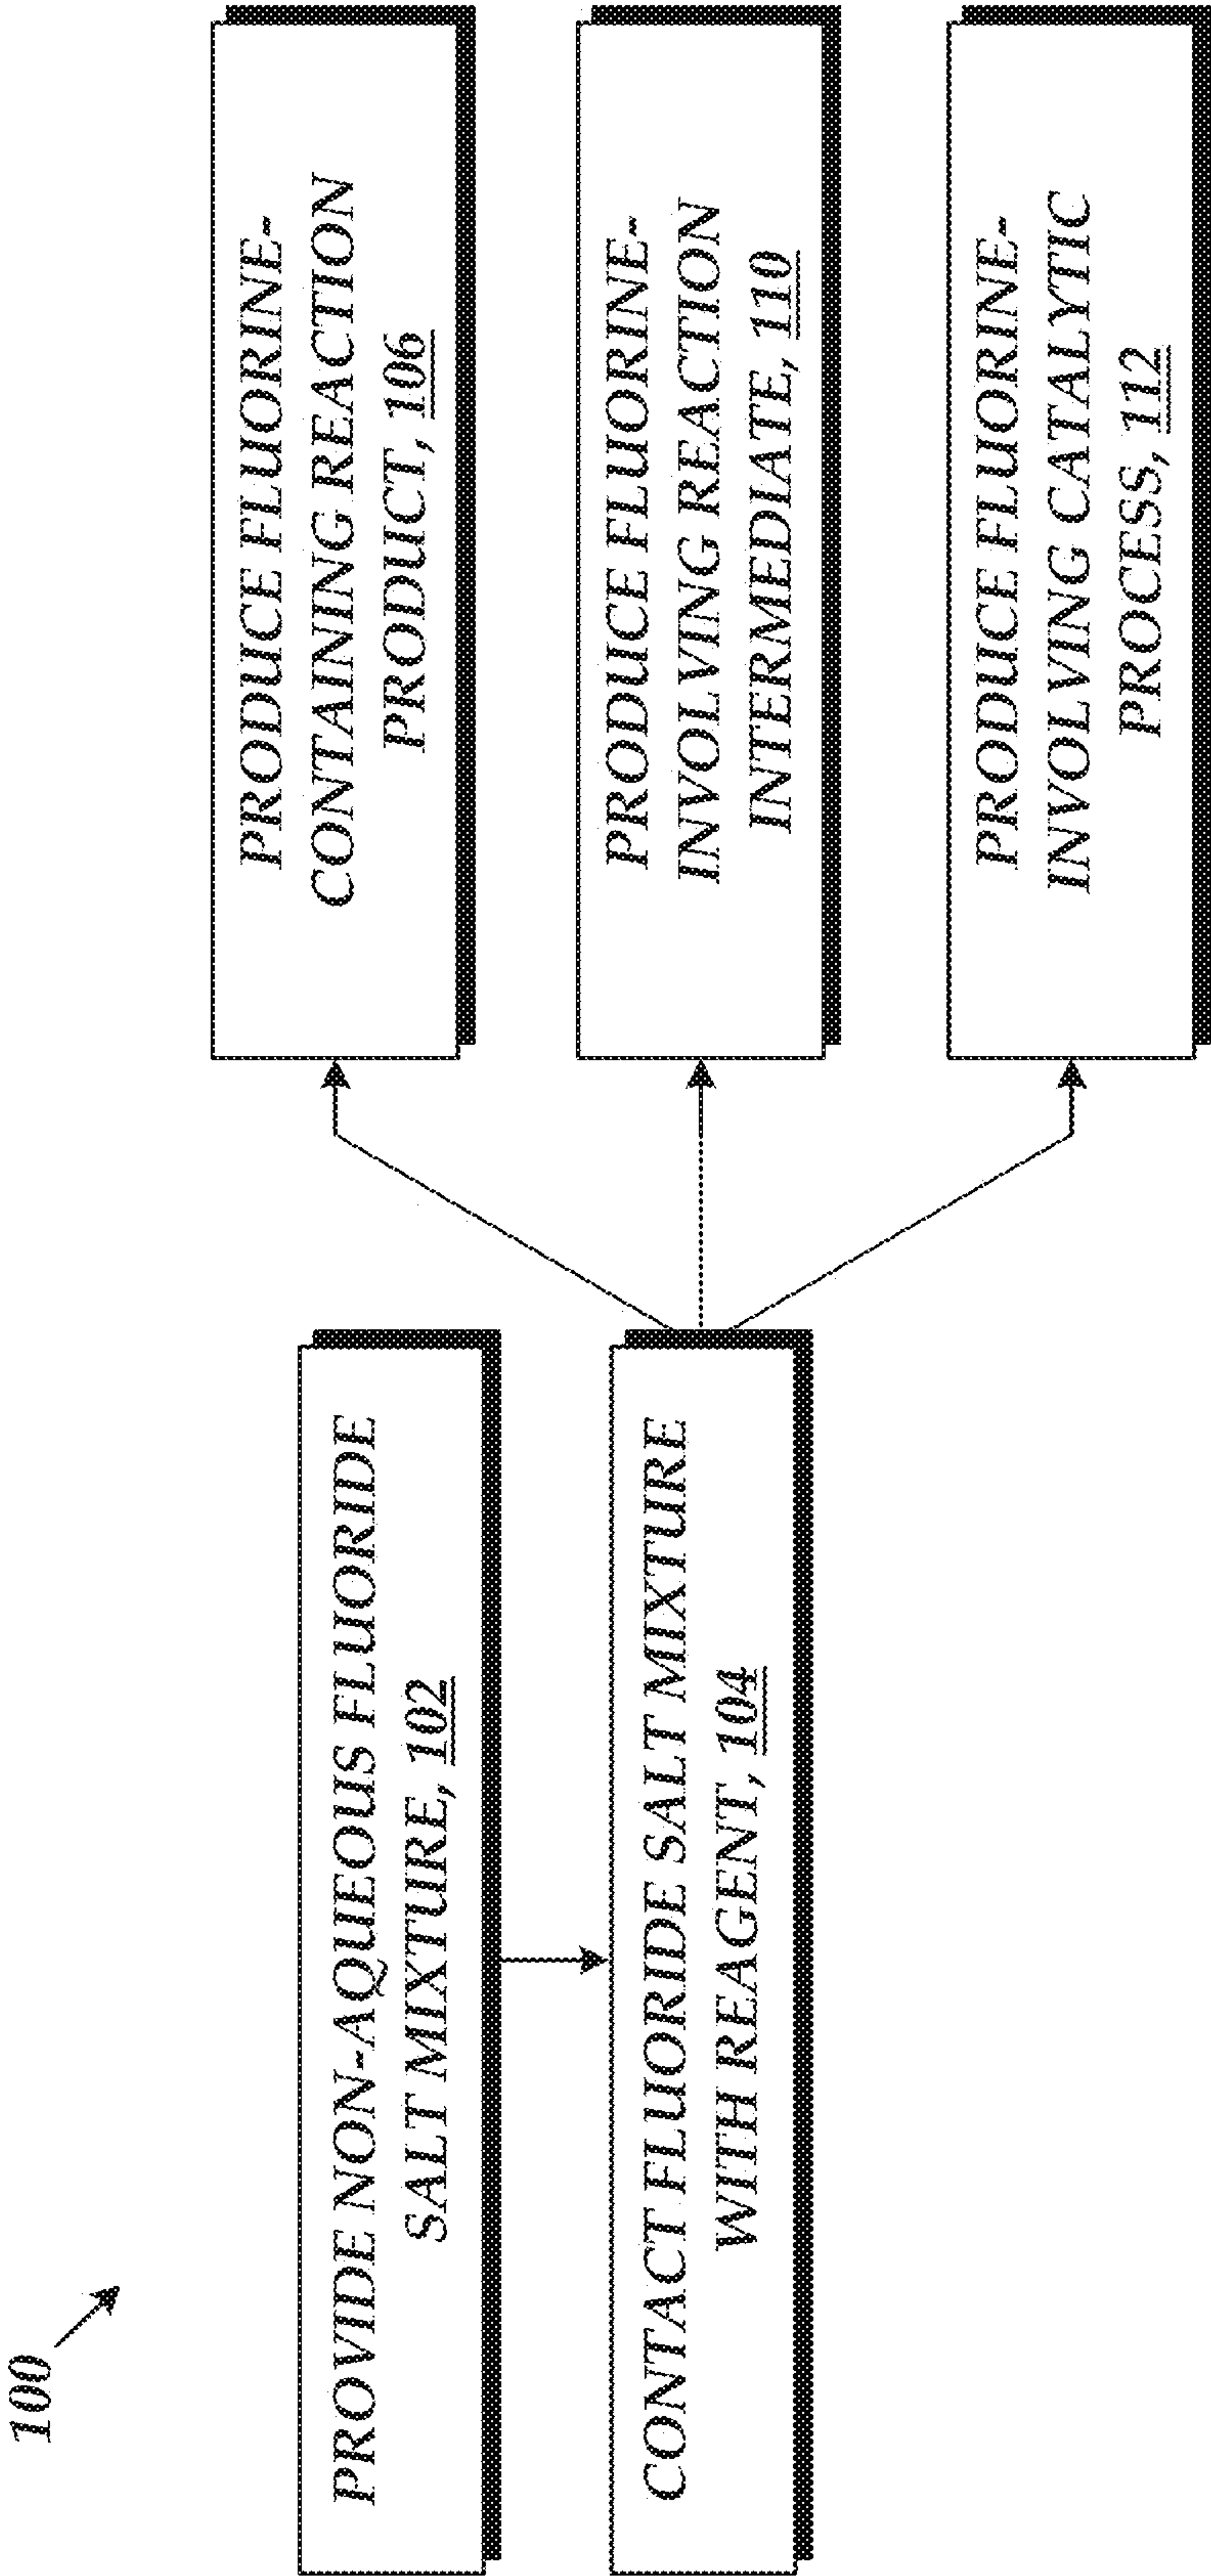 100
PROVIDE NON-AQUEOUS FLUORIDE
SALT MIXTURE, 102
CONTACT FLUORIDE SALT MIXTURE
WITH REAGENT, 104
PRODUCE FLUORINE-
CONTAINING REACTION
PRODUCT, 106
PRODUCE FLUORINE-
INVOLVING REACTION
INTERMEDIATE, 110
PRODUCE FLUORINE-
INVOLVING CATALYTIC
PROCESS, 112